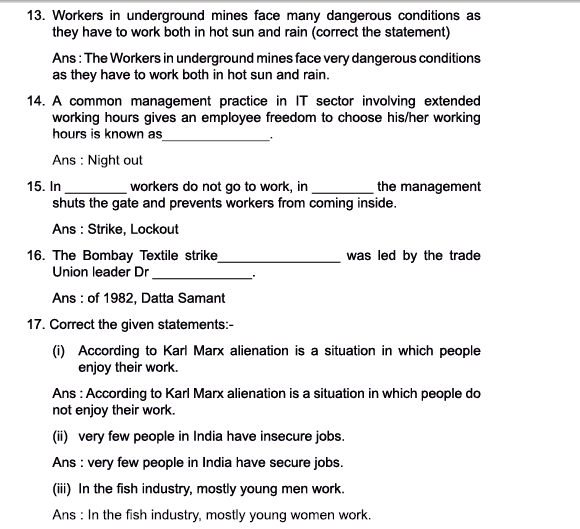 13. Workers in underground mines face many dangerous conditions as
they have to work both in hot sun and rain (correct the statement)
Ans : The Workers in underground mines face very dangerous conditions
as they have to work both in hot sun and rain.
14. A common management practice in IT sector involving extended
working hours gives an employee freedom to choose his/her working
hours is known as_______________.
Ans : Night out
15. In _________ workers do not go to work, in _________ the management
shuts the gate and prevents workers from coming inside.
Ans : Strike, Lockout
16. The Bombay Textile strike_________________ was led by the trade
Union leader Dr ______________.
Ans : of 1982, Datta Samant
17. Correct the given statements:-
(i) According to Karl Marx alienation is a situation in which people
enjoy their work.
Ans : According to Karl Marx alienation is a situation in which people do
not enjoy their work.
(ii) very few people in India have insecure jobs.
Ans : very few people in India have secure jobs.
(iii) In the fish industry, mostly young men work.
Ans : In the fish industry, mostly young women work.